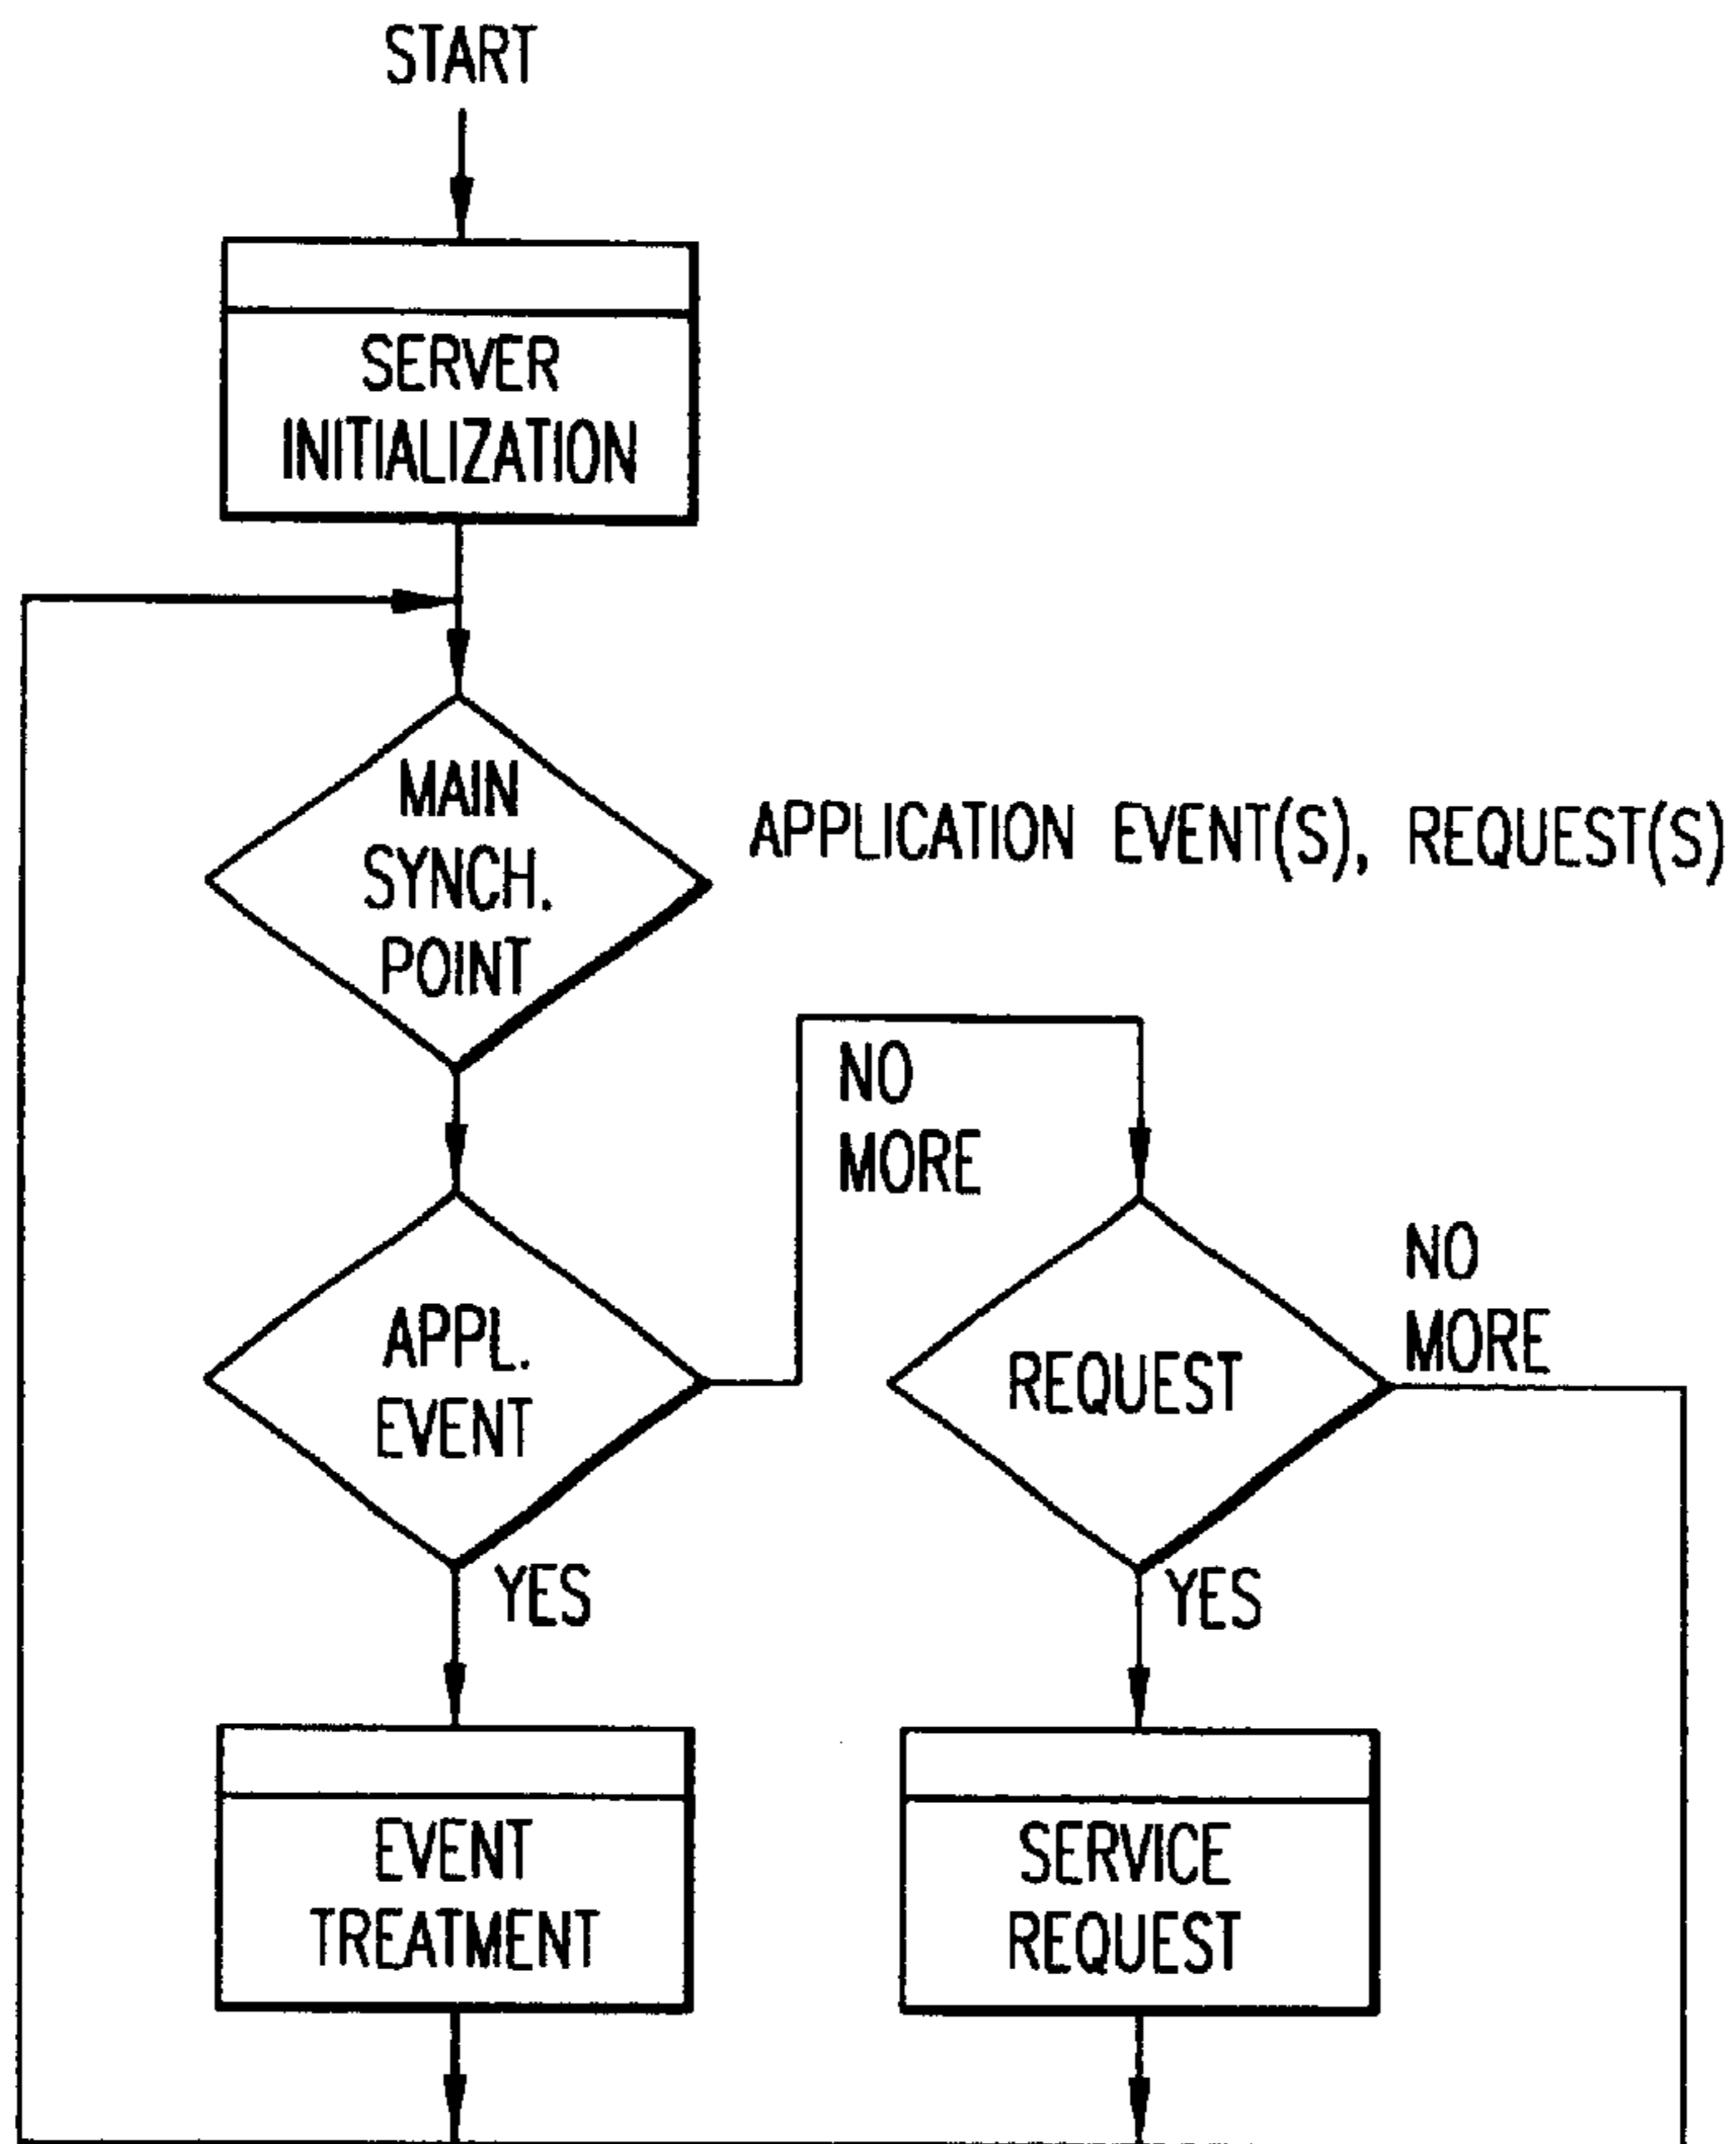 START
SERVER
INITIALIZATION
MAIN
SYNCH.
POINT
APPLICATION EVENT(S), REQUEST(S)
NO
MORE
APPL.
EVENT
REQUEST
NO
MORE
YES
YES
EVENT
TREATMENT
SERVICE
REQUEST